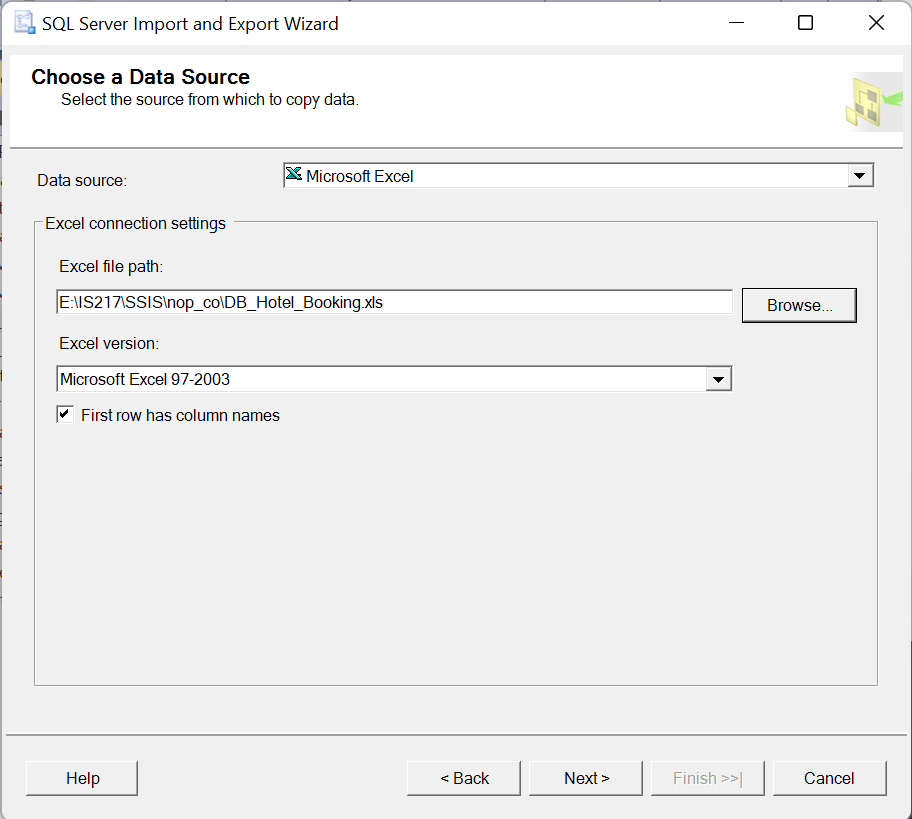 SQL Server Import and Export Wizard
Choose a Data Source
Select the source from which to copy data.
Data source:
Microsoft Excel
Excel connection settings
Excel file path:
E:\IS217\SSIS\nop_co\DB_Hotel_Booking.xls
Browse...
Excel version:
Microsoft Excel 97-2003
First row has column names
Help
< Back
Next >
Finish >>|
Cancel